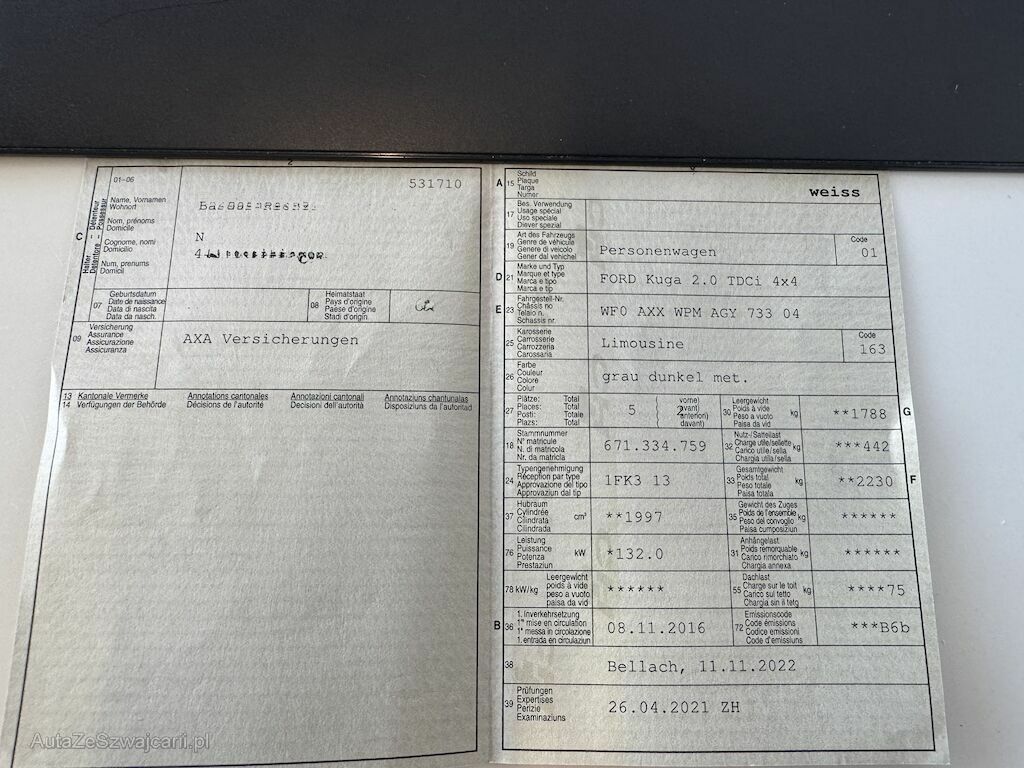 01-06
531710
C
Halter - Détenteur
Detentore - Possessur
Name, Vornamen
Wohnort
Nom, prénoms
Domicile
Cognome, nomi
Domicilio
Num, prenums
Domicil
N
07
Geburtsdatum
Date de naissance
Data di nascita
Data da nasch.
08
Heimatstaat
Pays d'origine
Paese d'origine
Stadi d'origin.
09
Versicherung
Assurance
Assicurazione
Assicuranza
AXA Versicherungen
13 Kantonale Vermerke Annotations cantonales Annotazioni cantonali Annotaziuns chantunalas
14 Verfügungen der Behörde Décisions de l'autorité Decisioni dell'autorità Disposiziuns da l'autoritad
A 15
Schild
Plaque
Targa
Numer
weiss
17
Bes. Verwendung
Usage spécial
Uso speciale
Diever spezial
19
Art des Fahrzeugs
Genre de véhicule
Genere di veicolo
Gener dal vehichel
Personenwagen
Code
01
D 21
Marke und Typ
Marque et type
Marca e tipo
Marca e tip
FORD Kuga 2.0 TDCi 4x4
E 23
Fahrgestell-Nr.
Châssis no
Telaio n.
Schassis nr.
WF0 AXX WPM AGY 733 04
25
Karosserie
Carrosserie
Carrozzeria
Carossaria
Limousine
Code
163
26
Farbe
Couleur
Colore
Colur
grau dunkel met.
27
Plätze: Total
Places: Total
Posti: Totale
Plazs: Total
5
vorne)
avant)
anteriori)
davant)
2
30
Leergewicht
Poids à vide
Peso a vuoto
Paisa da vid
kg
**1788
G
18
Stammnummer
N° matricule
N. di matricola
Nr. da matricla
671.334.759
32
Nutz-/Sattellast
Charge utile/sellette
Carico utile/sella
Chargia utila/sella
kg
***442
24
Typengenehmigung
Réception par type
Approvazione del tipo
Approvaziun dal tip
1FK3 13
33
Gesamtgewicht
Poids total
Peso totale
Paisa totala
kg
**2230
F
37
Hubraum
Cylindrée
Cilindrata
Cilindrada
cm³
**1997
35
Gewicht des Zuges
Poids de l'ensemble
Peso del convoglio
Paisa cumposiziun
kg
******
76
Leistung
Puissance
Potenza
Prestaziun
kW
*132.0
31
Anhängelast
Poids remorquable
Carico rimorchiato
Chargia annexa
kg
******
78 kW/kg
Leergewicht
poids à vide
peso a vuoto
paisa da vid
******
55
Dachlast
Charge sur le toit
Carico sul tetto
Chargia sin il tetg
kg
****75
B 36
1. Inverkehrsetzung
1re mise en circulation
1a messa in circolazione
1. entrada en circulaziun
08.11.2016
72
Emissionscode
Code émissions
Codice emissioni
Code d'emissiuns
***B6b
38
Bellach, 11.11.2022
39
Prüfungen
Expertises
Perizie
Examinaziuns
26.04.2021 ZH
AutaZeSzwajcarii.pl